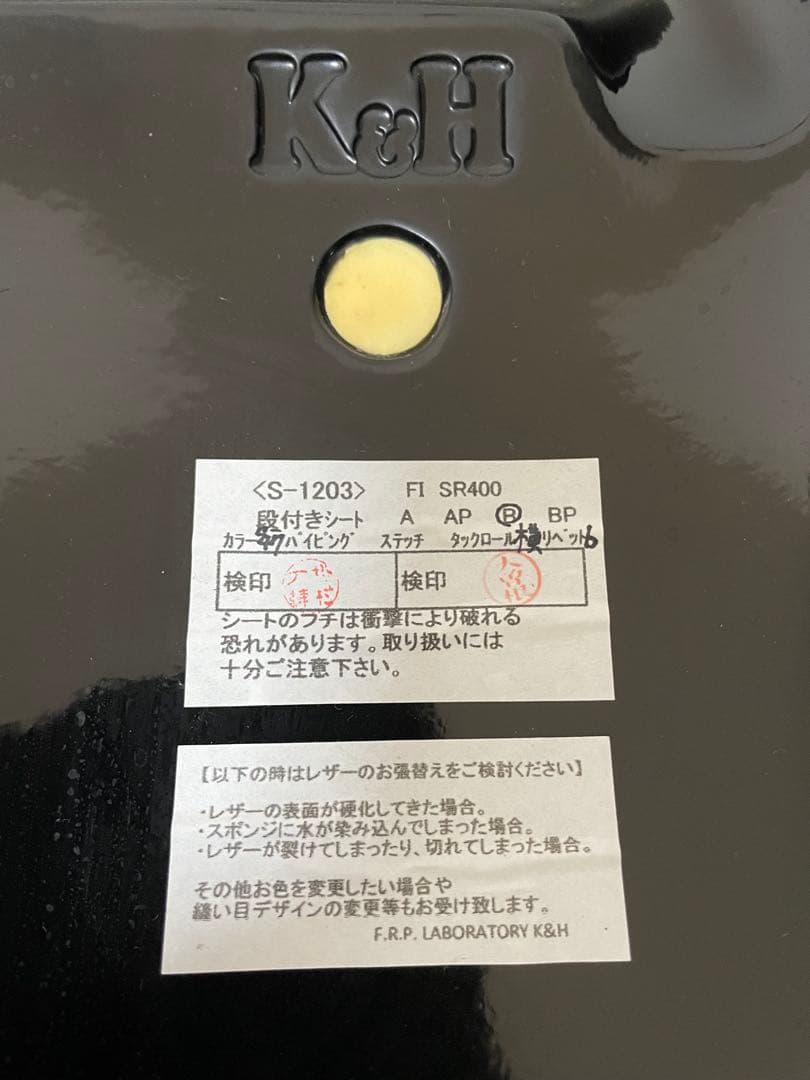 K&H
<S-1203> FI SR400
段付きシート A AP Ⓑ BP
カラー パイピング ステッチ タックロール横リベット6
検印 検印
シートのフチは衝撃により破れる
恐れがあります。取り扱いには
十分ご注意下さい。
【以下の時はレザーのお張替えをご検討ください】
・レザーの表面が硬化してきた場合。
・スポンジに水が染み込んでしまった場合。
・レザーが裂けてしまったり、切れてしまった場合。
その他お色を変更したい場合や
縫い目デザインの変更等もお受け致します。
F.R.P. LABORATORY K&H